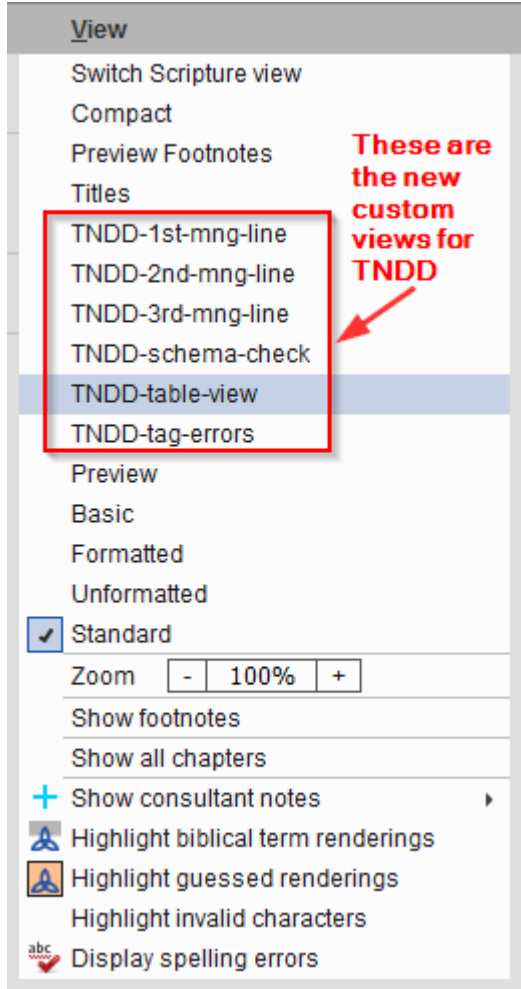 View
Switch Scripture view
Compact
Preview Footnotes
Titles
TNDD-1st-mng-line
TNDD-2nd-mng-line
TNDD-3rd-mng-line
TNDD-schema-check
TNDD-table-view
TNDD-tag-errors
These are
the new
custom
views for
TNDD
Preview
Basic
Formatted
Unformatted
Standard
Zoom - 100% +
Show footnotes
Show all chapters
Show consultant notes
Highlight biblical term renderings
Highlight guessed renderings
Highlight invalid characters
abc Display spelling errors